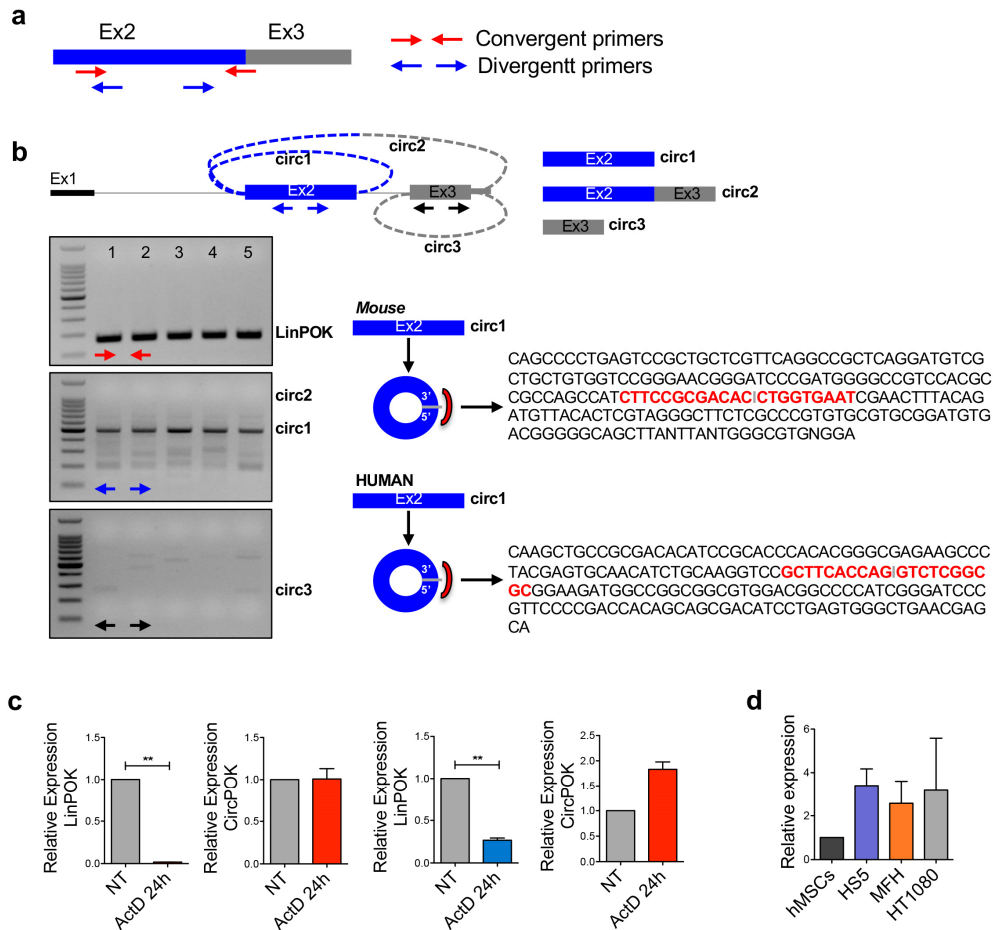 a
Ex2 Ex3
Convergent primers
Divergentt primers
b
Ex1
circ1
circ2
Ex2
Ex3
circ3
Ex2 circ1
Ex2 Ex3 circ2
Ex3 circ3
1 2 3 4 5
LinPOK
circ2
circ1
circ3
Mouse
Ex2 circ1
3'
5'
CAGCCCCTGAGTCCGCTGCTCGTTCAGGCCGCTCAGGATGTCG
CTGCTGTGGTCCGGGAACGGGATCCCGATGGGGCCGTCCACGC
CGCCAGCCATCTTCCGCGACAC|CTGGTGAATCGAACTTTACAG
ATGTTACACTCGTAGGGCTTCTCGCCCGTGTGCGTGCGGATGTG
ACGGGGGCAGCTTANTTANTGGGCGTGNGGA
HUMAN
Ex2 circ1
3'
5'
CAAGCTGCCGCGACACATCCGCACCCACACGGGCGAGAAGCCC
TACGAGTGCAACATCTGCAAGGTCCGCTTCACCAG|GTCTCGGC
GCGGAAGATGGCCGGCGGCGTGGACGGCCCCATCGGGATCCC
GTTCCCCGACCACAGCAGCGACATCCTGAGTGGGCTGAACGAG
CA
c
Relative Expression
LinPOK
1.5
1.0
0.5
0.0
**
NT
ActD 24h
Relative Expression
CircPOK
1.5
1.0
0.5
0.0
NT
ActD 24h
Relative Expression
LinPOK
1.5
1.0
0.5
0.0
**
NT
ActD 24h
Relative Expression
CircPOK
2.5
2.0
1.5
1.0
0.5
0.0
NT
ActD 24h
d
Relative expression
6
4
2
0
hMSCs
HS5
MFH
HT1080